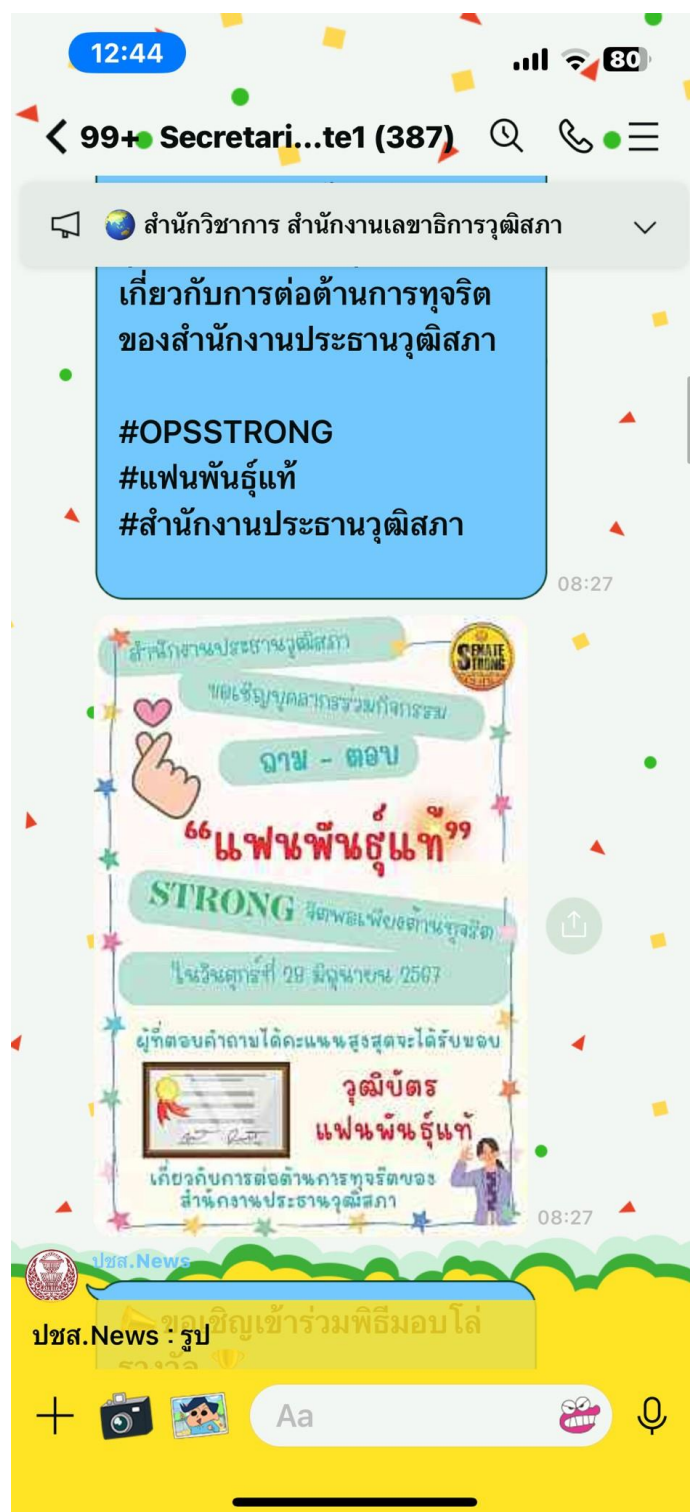 12:44
80
99+ Secretari...te1 (387)
สำนักวิชาการ สำนักงานเลขาธิการวุฒิสภา
เกี่ยวกับการต่อต้านการทุจริต
ของสำนักงานประธานวุฒิสภา
#OPSSTRONG
#แฟนพันธุ์แท้
#สำนักงานประธานวุฒิสภา
08:27
สำนักงานประธานวุฒิสภา
SENATE
STRONG
ขอเชิญบุคลากรร่วมกิจกรรม
ถาม - ตอบ
“แฟนพันธุ์แท้”
STRONG จิตพอเพียงต้านทุจริต
ในวันศุกร์ที่ 28 มิถุนายน 2567
ผู้ที่ตอบคำถามได้คะแนนสูงสุดจะได้รับมอบ
วุฒิบัตร
แฟนพันธุ์แท้
เกี่ยวกับการต่อต้านการทุจริตของ
สำนักงานประธานวุฒิสภา
08:27
ปชส.News
ขอเชิญเข้าร่วมพิธีมอบโล่
รางวัล
ปชส.News : รูป
Aa